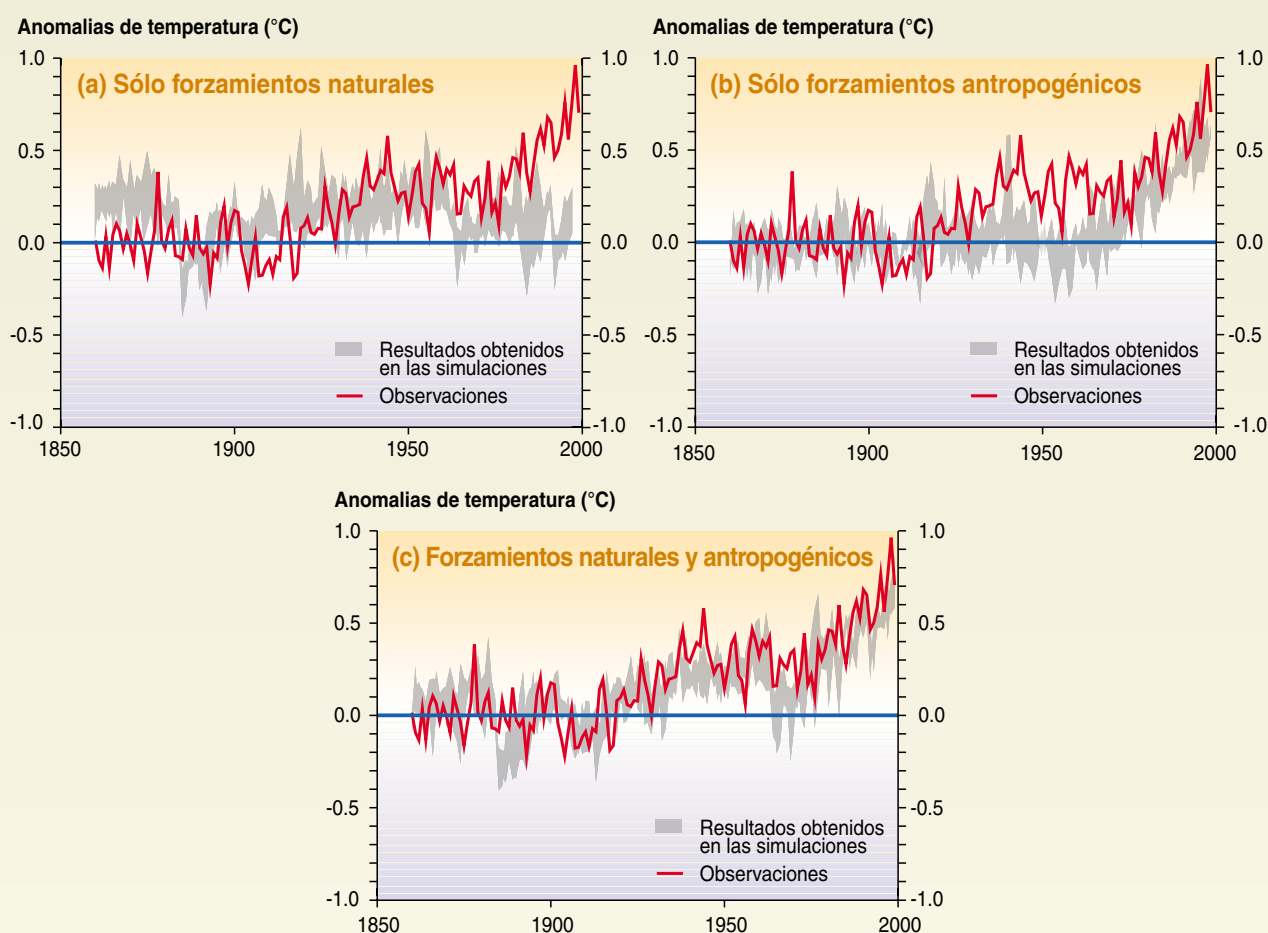 Anomalias de temperatura (°C)
(a) Sólo forzamientos naturales
1.0
0.5
0.0
-0.5
-1.0
1.0
0.5
0.0
-0.5
-1.0
Resultados obtenidos
en las simulaciones
Observaciones
1850
1900
1950
2000
Anomalias de temperatura (°C)
(b) Sólo forzamientos antropogénicos
1.0
0.5
0.0
-0.5
-1.0
1.0
0.5
0.0
-0.5
-1.0
Resultados obtenidos
en las simulaciones
Observaciones
1850
1900
1950
2000
Anomalias de temperatura (°C)
(c) Forzamientos naturales y antropogénicos
1.0
0.5
0.0
-0.5
-1.0
1.0
0.5
0.0
-0.5
-1.0
Resultados obtenidos
en las simulaciones
Observaciones
1850
1900
1950
2000